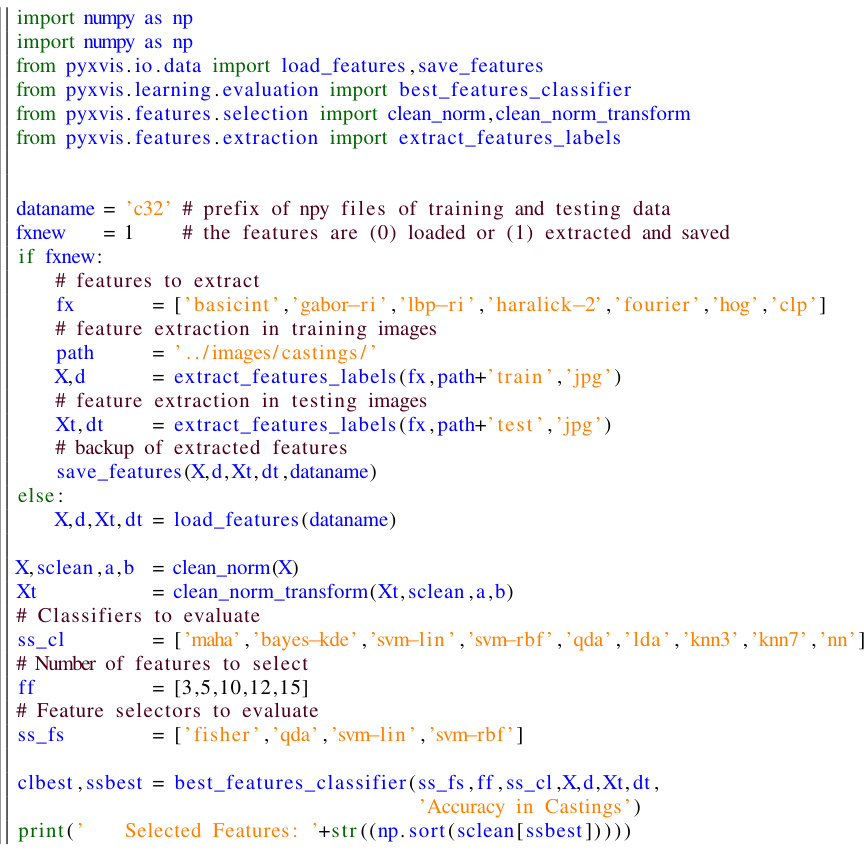 import numpy as np
import numpy as np
from pyxvis.io.data import load_features,save_features
from pyxvis.learning.evaluation import best_features_classifier
from pyxvis.features.selection import clean_norm,clean_norm_transform
from pyxvis.features.extraction import extract_features_labels
dataname = 'c32' # prefix of npy files of training and testing data
fxnew = 1 # the features are (0) loaded or (1) extracted and saved
if fxnew:
# features to extract
fx = ['basicint','gabor-ri','lbp-ri','haralick-2','fourier','hog','clp']
# feature extraction in training images
path = '../images/castings/'
X,d = extract_features_labels(fx,path+'train','jpg')
# feature extraction in testing images
Xt,dt = extract_features_labels(fx,path+'test','jpg')
# backup of extracted features
save_features(X,d,Xt,dt,dataname)
else:
X,d,Xt,dt = load_features(dataname)
X,sclean,a,b = clean_norm(X)
Xt = clean_norm_transform(Xt,sclean,a,b)
# Classifiers to evaluate
ss_cl = ['maha','bayes-kde','svm-lin','svm-rbf','qda','lda','knn3','knn7','nn']
# Number of features to select
ff = [3,5,10,12,15]
# Feature selectors to evaluate
ss_fs = ['fisher','qda','svm-lin','svm-rbf']
clbest,ssbest = best_features_classifier(ss_fs,ff,ss_cl,X,d,Xt,dt,
'Accuracy in Castings')
print(' Selected Features: '+str((np.sort(sclean[ssbest]))))